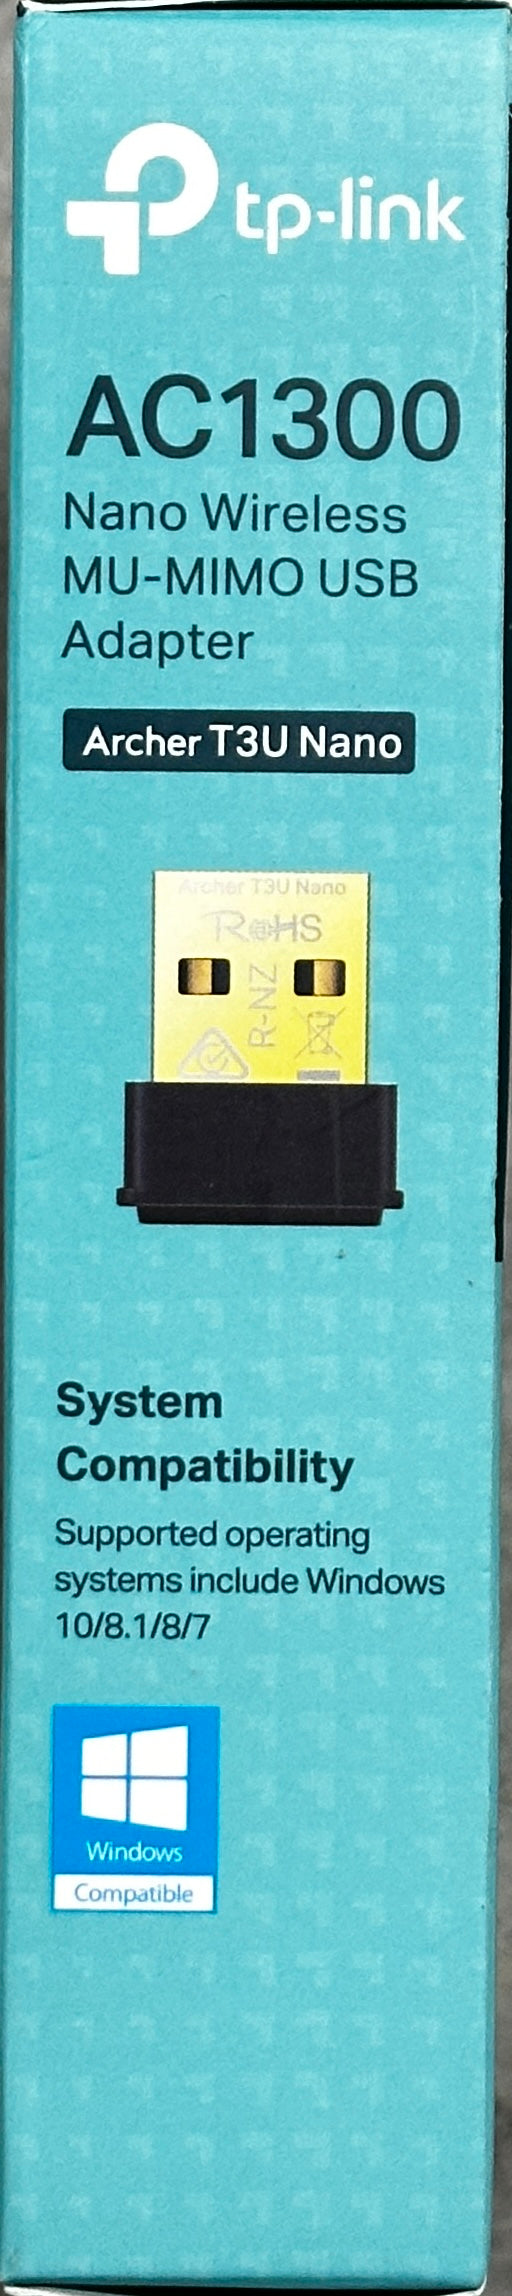 tp-link
AC1300
Nano Wireless
MU-MIMO USB
Adapter
Archer T3U Nano
Archer T3U Nano
RoHS
R-NZ
System
Compatibility
Supported operating
systems include Windows
10/8.1/8/7
Windows
Compatible